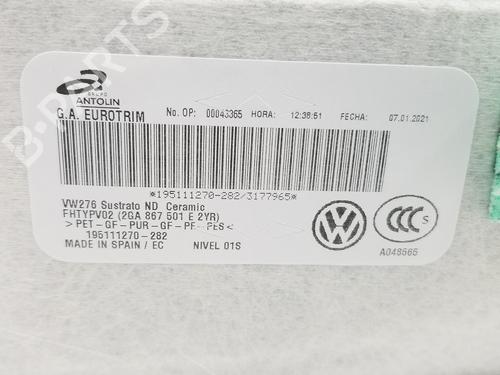 GRUPO
ANTOLIN
G.A. EUROTRIM
No. OP: 00043365 HORA: 12:38:51 FECHA: 07.01.2021
*195111270-282/3177965*
VW276 Sustrato ND Ceramic
FHTYPV02 (2GA 867 501 E 2YR)
>PET-GF-PUR-GF-PF-PES<
195111270-282
MADE IN SPAIN / EC NIVEL 01S
CCC S
A048565
B-PARTS